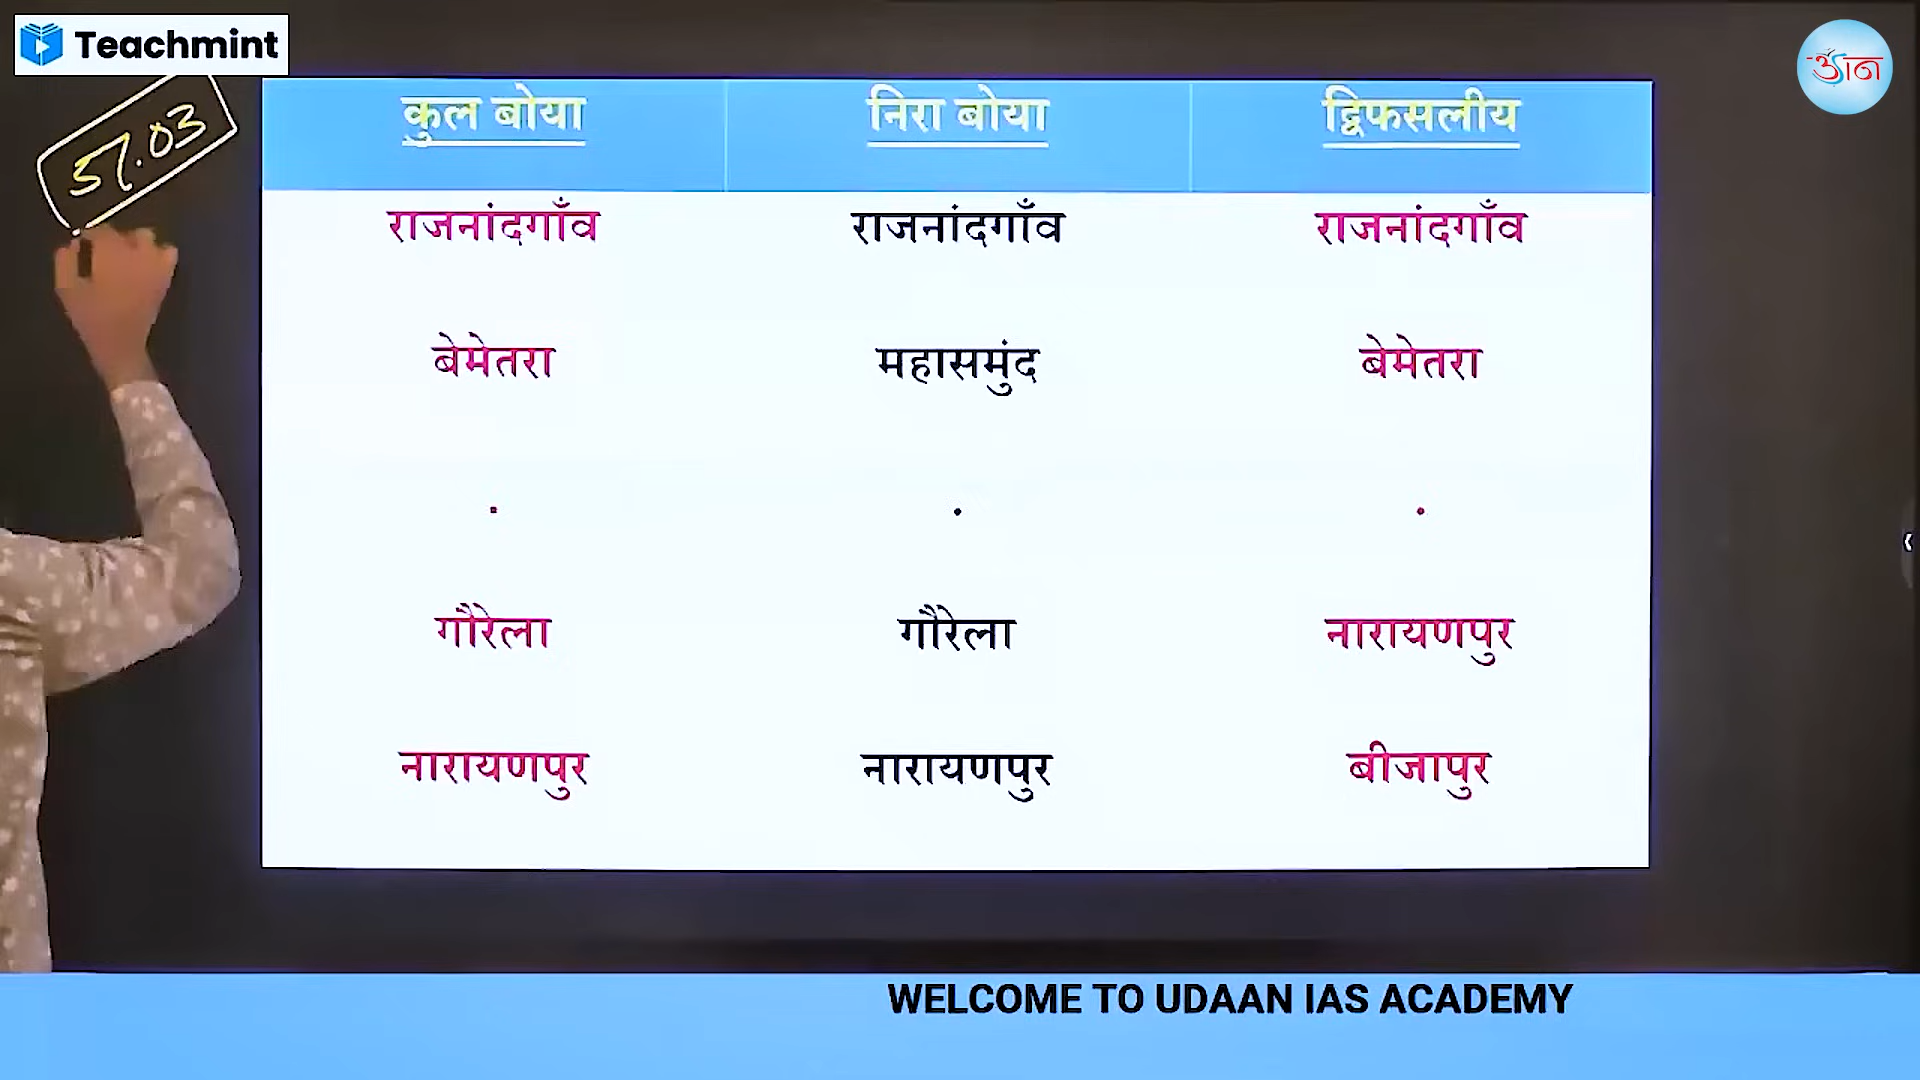 Teachmint
उड़ान
57.03
कुल बोया निरा बोया द्विफसलीय
राजनांदगाँव राजनांदगाँव राजनांदगाँव
बेमेतरा महासमुंद बेमेतरा
. . .
गौरेला गौरेला नारायणपुर
नारायणपुर नारायणपुर बीजापुर
WELCOME TO UDAAN IAS ACADEMY